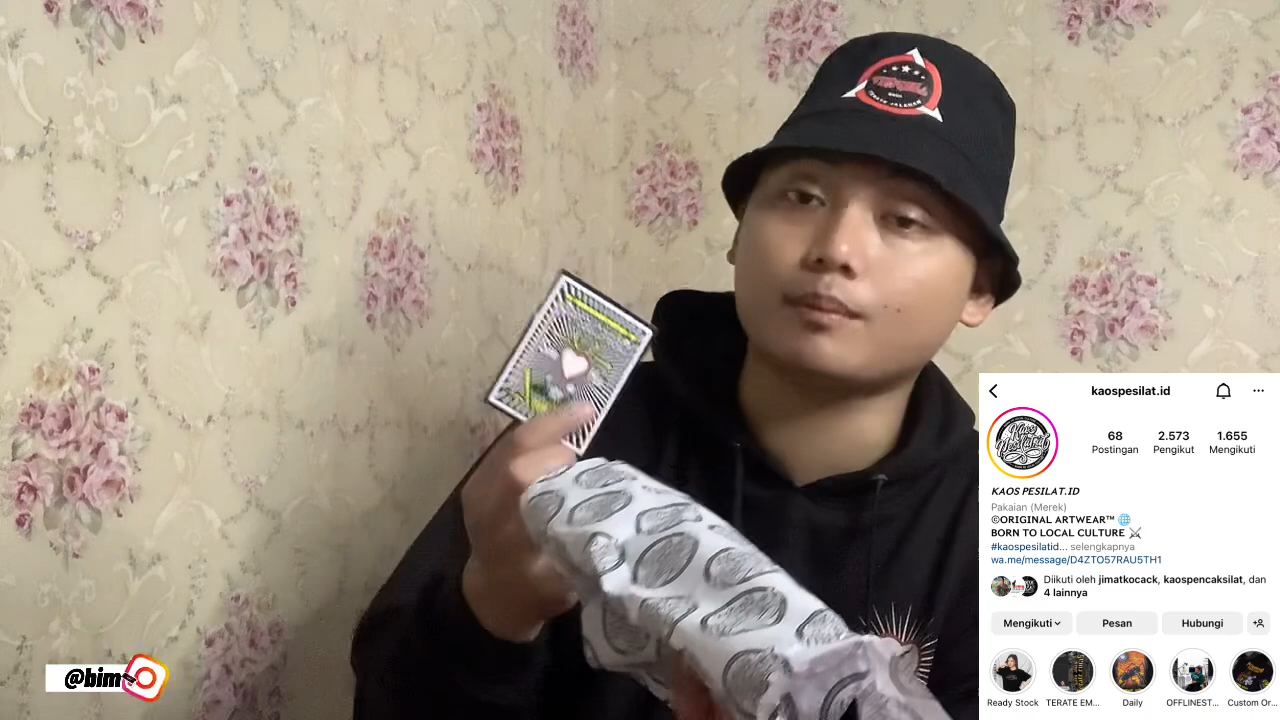 kaospesilat.id
68
2.573
1.655
Postingan
Pengikut
Mengikuti
KAOS PESILAT.ID
Pakaian (Merek)
©ORIGINAL ARTWEAR™ 🌐
BORN TO LOCAL CULTURE ⚔
#kaospesilatid... selengkapnya
wa.me/message/D4ZTO57RAU5TH1
Diikuti oleh jimatkocack, kaospencaksilat, dan
4 lainnya
Mengikuti
Pesan
Hubungi
Ready Stock
TERATE EM...
Daily
OFFLINEST...
Custom Or...
@bim